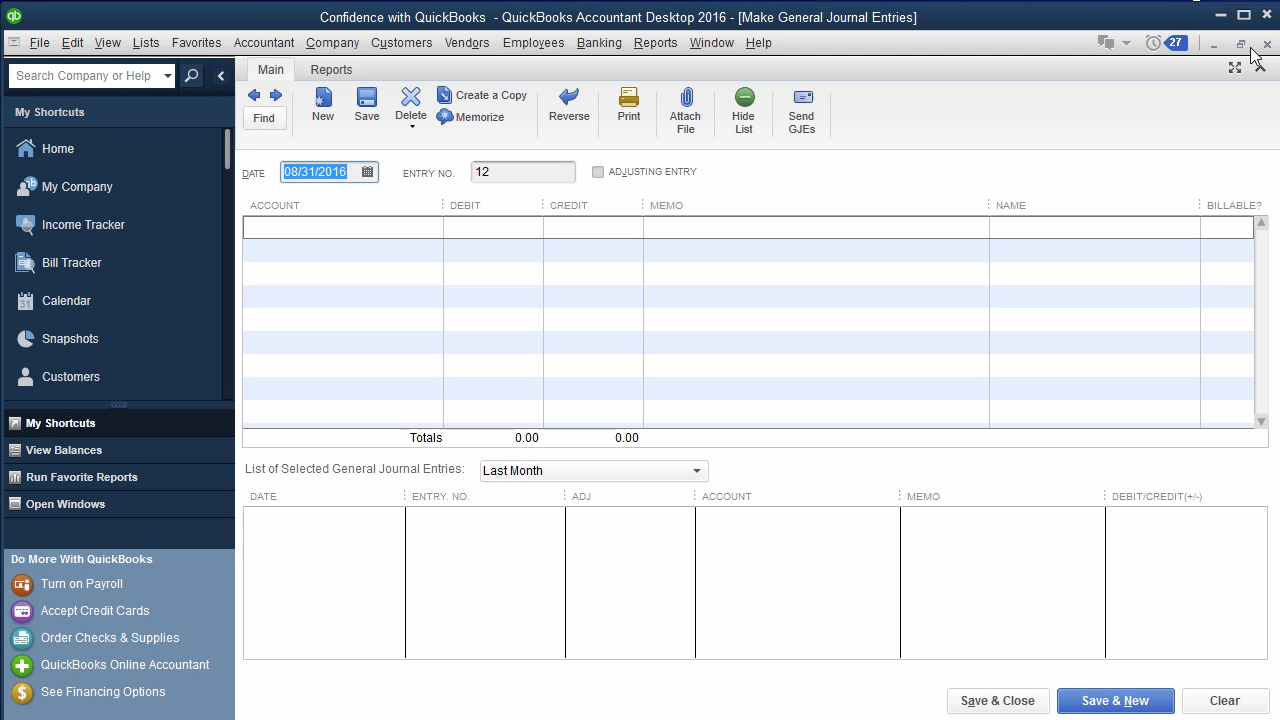 qb Confidence with QuickBooks - QuickBooks Accountant Desktop 2016 - [Make General Journal Entries]
File Edit View Lists Favorites Accountant Company Customers Vendors Employees Banking Reports Window Help 27
Search Company or Help
Main Reports
Find New Save Delete Create a Copy Memorize Reverse Print Attach File Hide List Send GJEs
My Shortcuts
Home
My Company
Income Tracker
Bill Tracker
31 Calendar
Snapshots
Customers
My Shortcuts
View Balances
Run Favorite Reports
Open Windows
Do More With QuickBooks
Turn on Payroll
Accept Credit Cards
Order Checks & Supplies
QuickBooks Online Accountant
$ See Financing Options
DATE 08/31/2016 ENTRY NO. 12 ADJUSTING ENTRY
ACCOUNT DEBIT CREDIT MEMO NAME BILLABLE?
Totals 0.00 0.00
List of Selected General Journal Entries: Last Month
DATE ENTRY. NO. ADJ ACCOUNT MEMO DEBIT/CREDIT(+/-)
Save & Close Save & New Clear